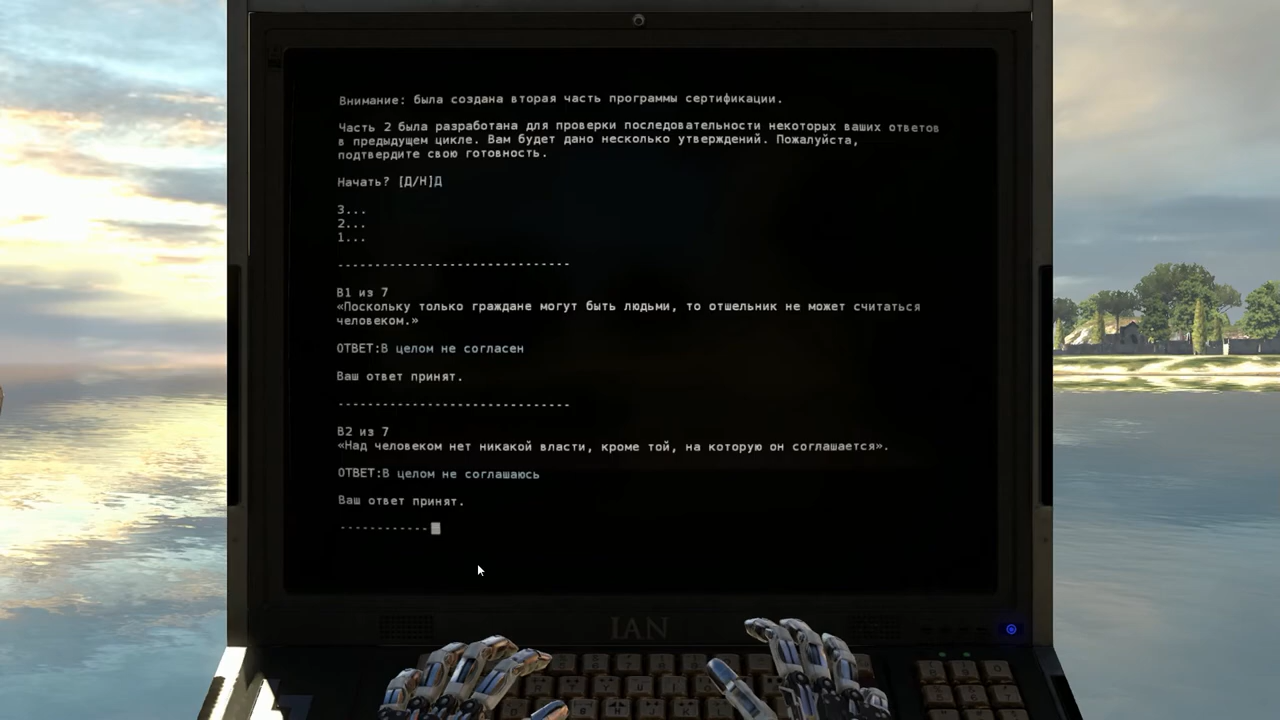 Внимание: была создана вторая часть программы сертификации.
Часть 2 была разработана для проверки последовательности некоторых ваших ответов
в предыдущем цикле. Вам будет дано несколько утверждений. Пожалуйста,
подтвердите свою готовность.
Начать? [Д/Н]Д
3...
2...
1...
------------------------------
В1 из 7
«Поскольку только граждане могут быть людьми, то отшельник не может считаться
человеком.»
ОТВЕТ:В целом не согласен
Ваш ответ принят.
------------------------------
В2 из 7
«Над человеком нет никакой власти, кроме той, на которую он соглашается».
ОТВЕТ:В целом не соглашаюсь
Ваш ответ принят.
------------
IAN